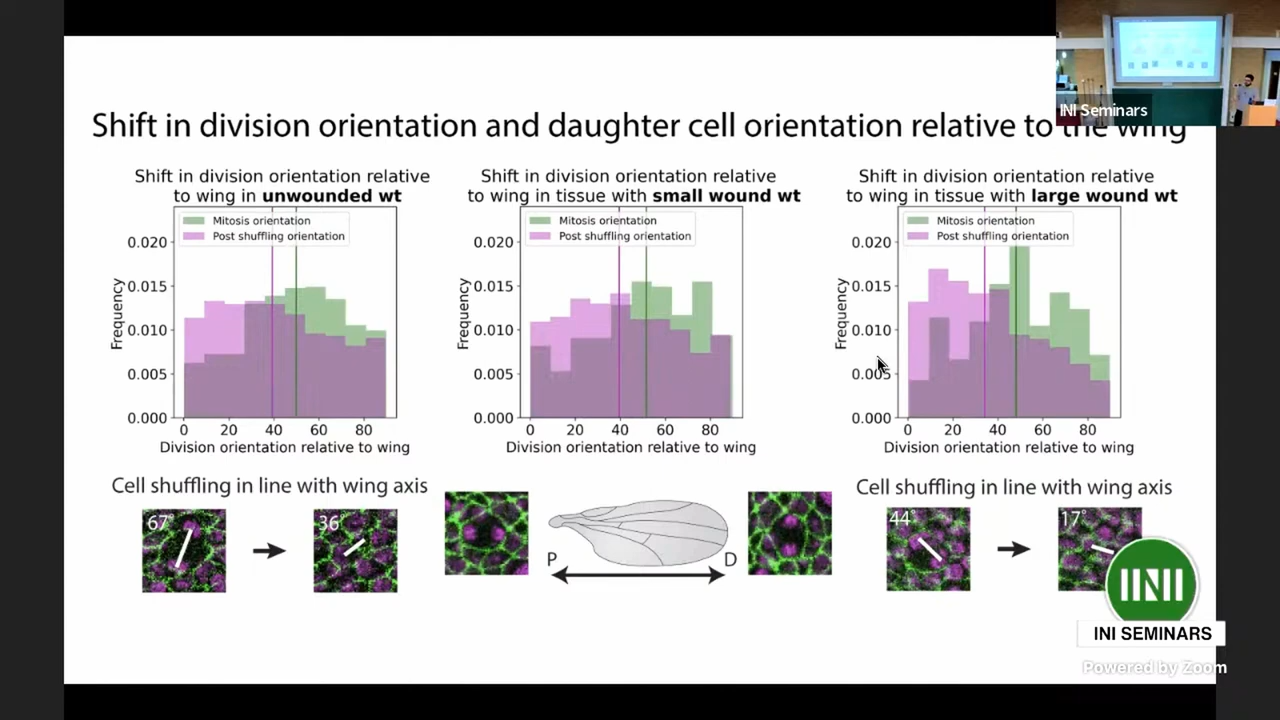 INI Seminars
Shift in division orientation and daughter cell orientation relative to the wing
Shift in division orientation relative
to wing in unwounded wt
Mitosis orientation
Post shuffling orientation
Frequency
0.020
0.015
0.010
0.005
0.000
0 20 40 60 80
Division orientation relative to wing
Shift in division orientation relative
to wing in tissue with small wound wt
Mitosis orientation
Post shuffling orientation
Frequency
0.020
0.015
0.010
0.005
0.000
0 20 40 60 80
Division orientation relative to wing
Shift in division orientation relative
to wing in tissue with large wound wt
Mitosis orientation
Post shuffling orientation
Frequency
0.020
0.015
0.010
0.005
0.000
0 20 40 60 80
Division orientation relative to wing
Cell shuffling in line with wing axis
67°
36°
P
D
Cell shuffling in line with wing axis
44°
17°
INI
INI SEMINARS
Powered by Zoom